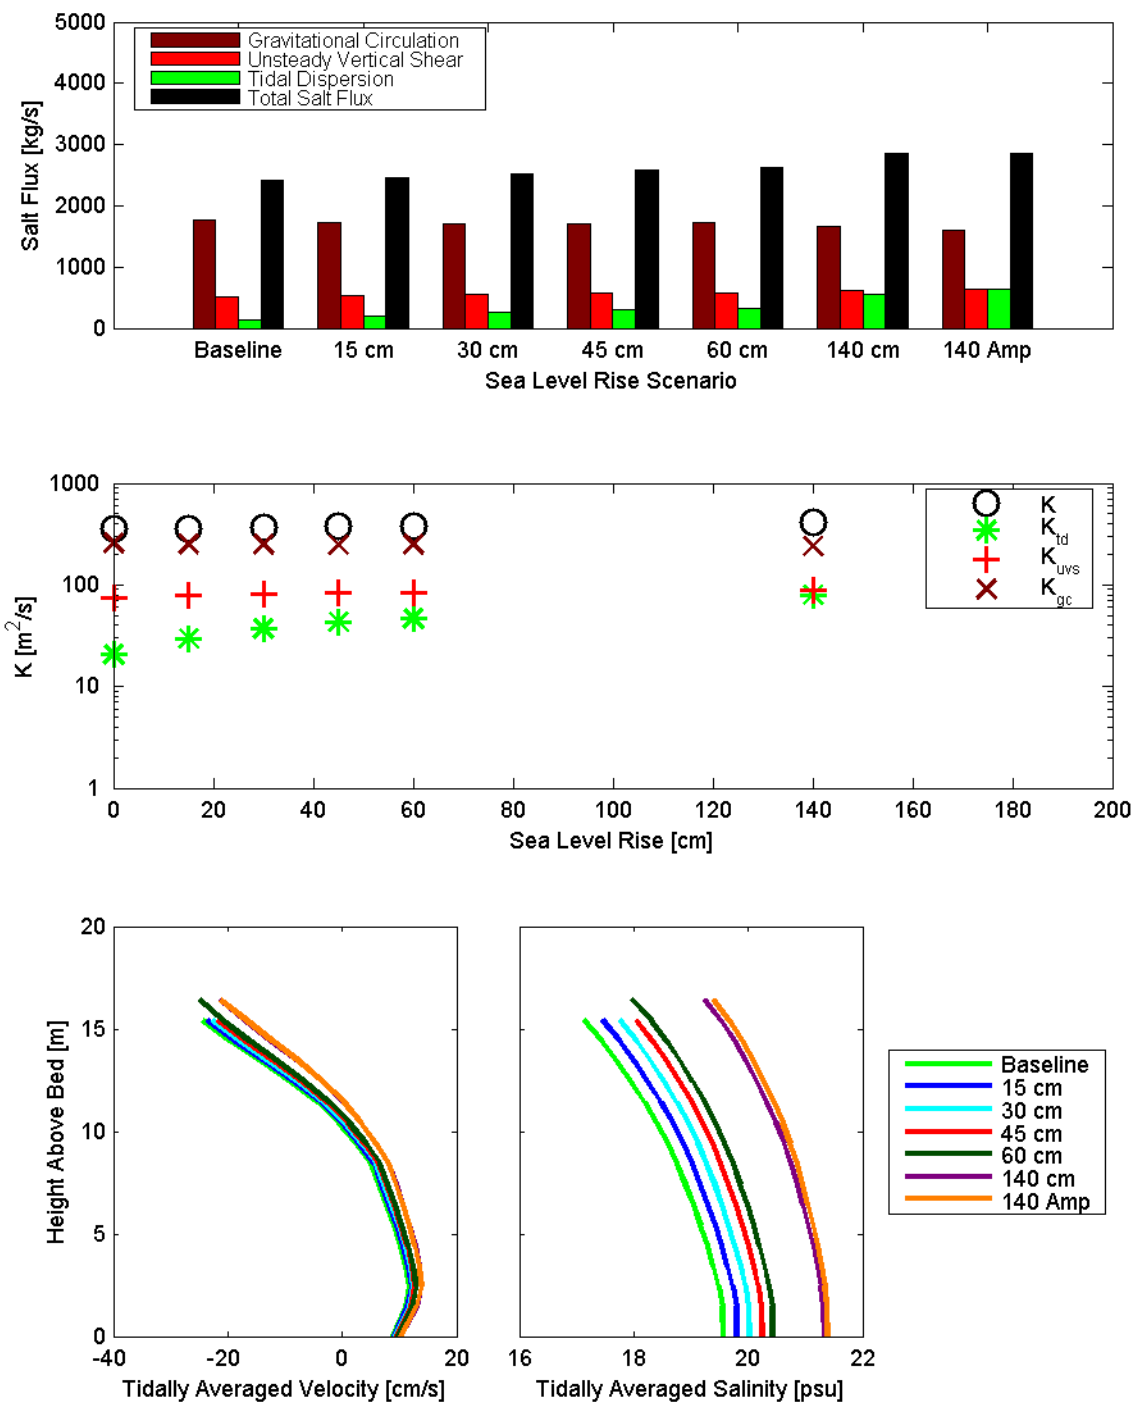 5000
4000
3000
2000
1000
0
Salt Flux [kg/s]
Gravitational Circulation
Unsteady Vertical Shear
Tidal Dispersion
Total Salt Flux
Baseline 15 cm 30 cm 45 cm 60 cm 140 cm 140 Amp
Sea Level Rise Scenario
1000
100
10
1
K [m²/s]
K
K_td
K_uvs
K_gc
0 20 40 60 80 100 120 140 160 180 200
Sea Level Rise [cm]
20
15
10
5
0
Height Above Bed [m]
-40 -20 0 20
Tidally Averaged Velocity [cm/s]
16 18 20 22
Tidally Averaged Salinity [psu]
Baseline
15 cm
30 cm
45 cm
60 cm
140 cm
140 Amp